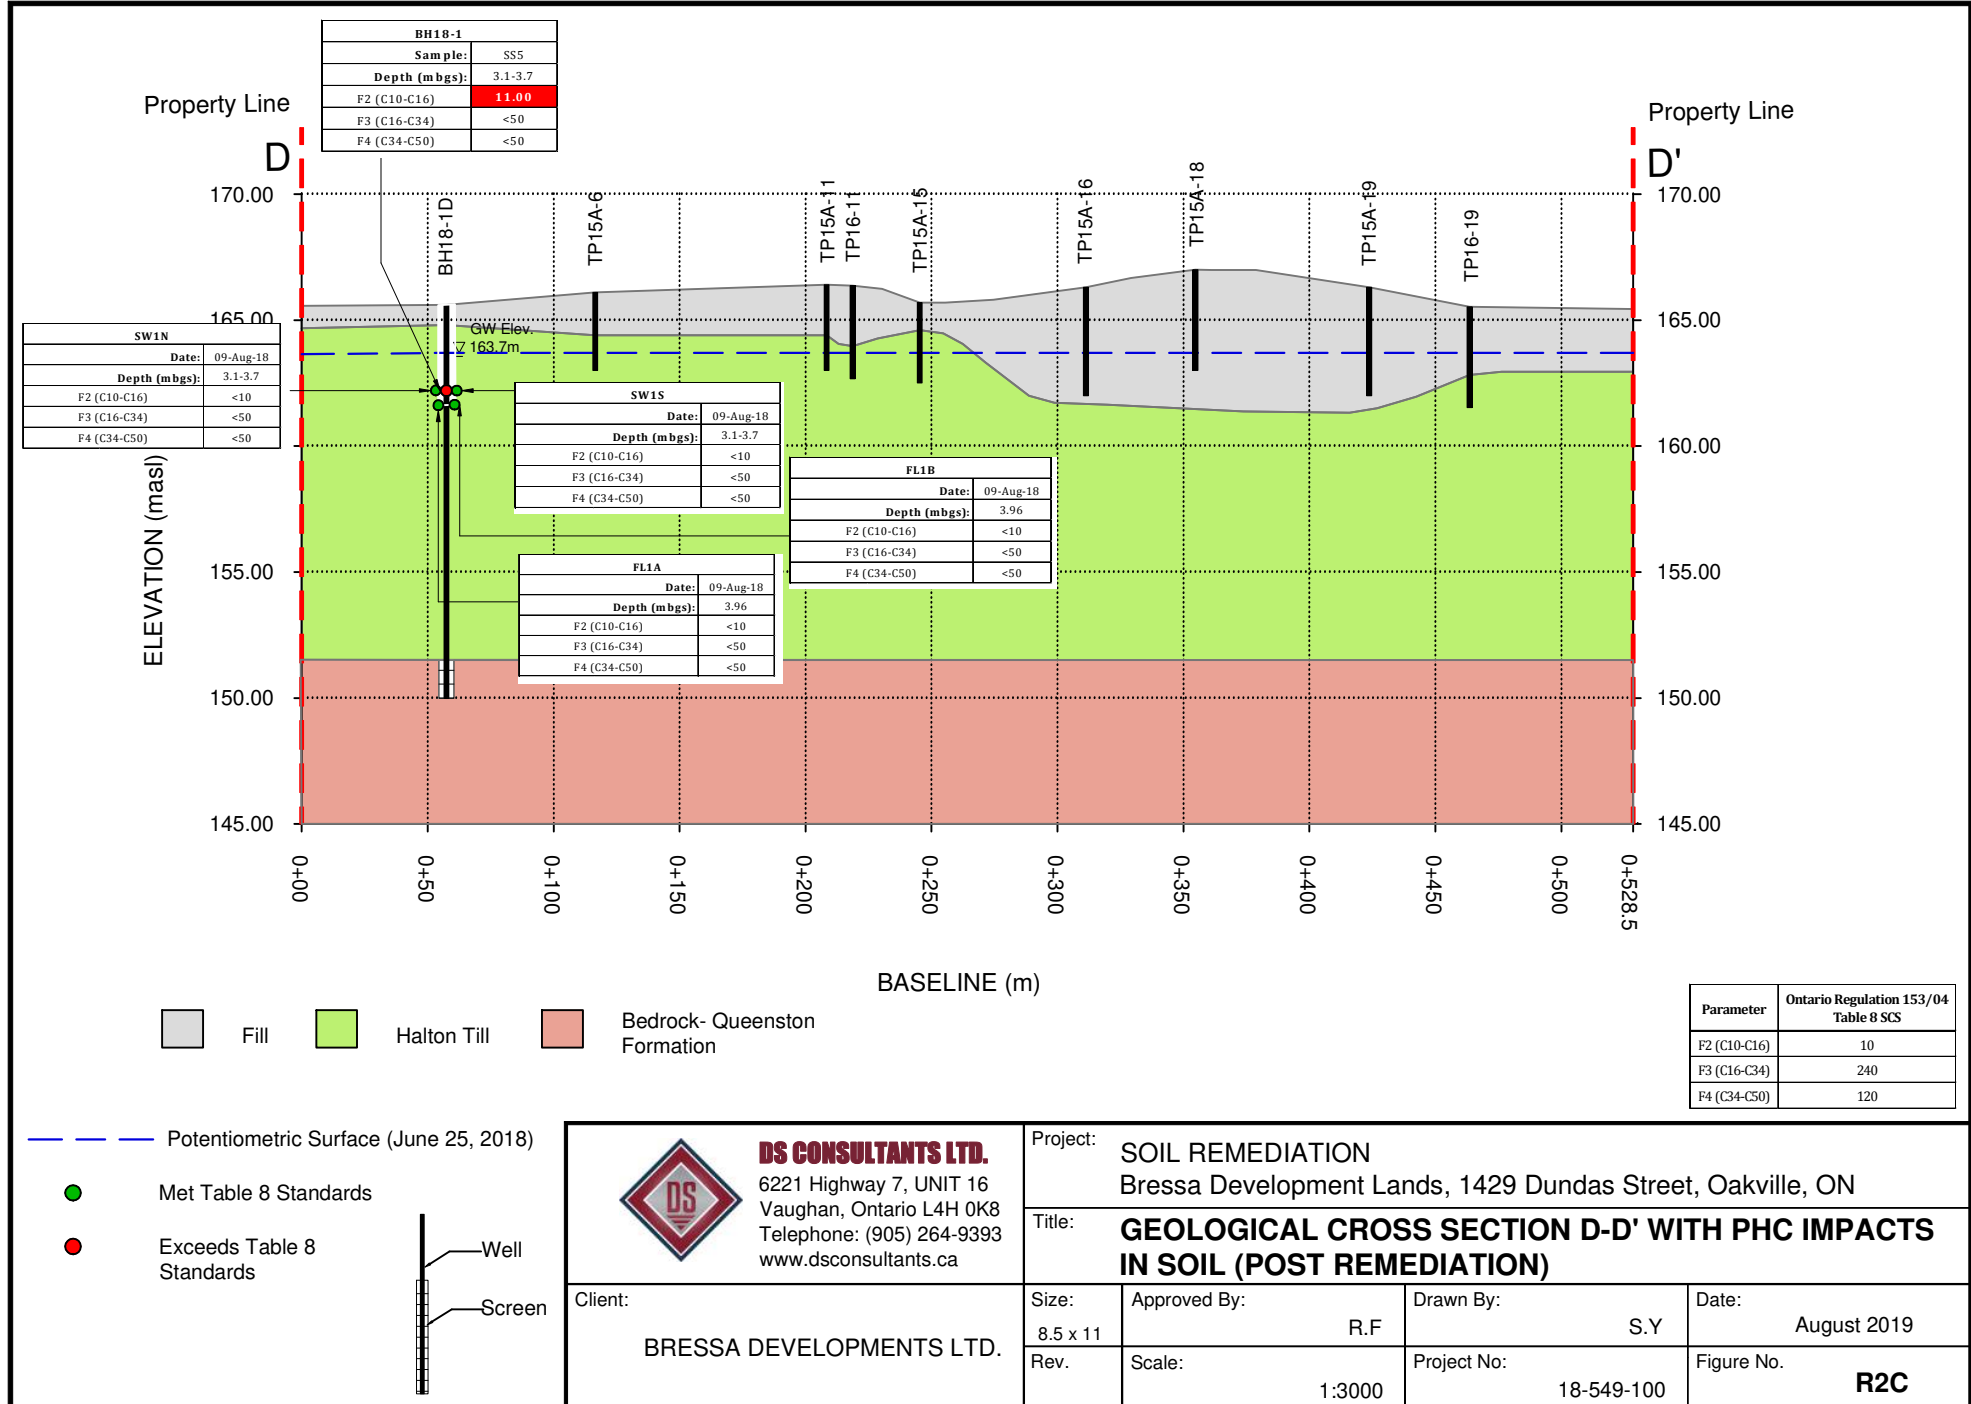 BH18-1
Sample: SS5
Depth (mbgs): 3.1-3.7
F2 (C10-C16) 11.00
F3 (C16-C34) <50
F4 (C34-C50) <50
Property Line
Property Line
D
D'
170.00
170.00
BH18-1D
TP15A-6
TP15A-11
TP16-11
TP15A-15
TP15A-16
TP15A-18
TP15A-19
TP16-19
165.00
165.00
GW Elev.
163.7m
SW1N
Date: 09-Aug-18
Depth (mbgs): 3.1-3.7
F2 (C10-C16) <10
F3 (C16-C34) <50
F4 (C34-C50) <50
SW1S
Date: 09-Aug-18
Depth (mbgs): 3.1-3.7
F2 (C10-C16) <10
F3 (C16-C34) <50
F4 (C34-C50) <50
FL1B
Date: 09-Aug-18
Depth (mbgs): 3.96
F2 (C10-C16) <10
F3 (C16-C34) <50
F4 (C34-C50) <50
FL1A
Date: 09-Aug-18
Depth (mbgs): 3.96
F2 (C10-C16) <10
F3 (C16-C34) <50
F4 (C34-C50) <50
160.00
155.00
155.00
160.00
150.00
150.00
145.00
145.00
ELEVATION (masl)
0+00
0+50
0+100
0+150
0+200
0+250
0+300
0+350
0+400
0+450
0+500
0+528.5
BASELINE (m)
Fill
Halton Till
Bedrock- Queenston
Formation
Parameter Ontario Regulation 153/04
Table 8 SCS
F2 (C10-C16) 10
F3 (C16-C34) 240
F4 (C34-C50) 120
Potentiometric Surface (June 25, 2018)
Met Table 8 Standards
Exceeds Table 8
Standards
Well
Screen
DS
DS CONSULTANTS LTD.
6221 Highway 7, UNIT 16
Vaughan, Ontario L4H 0K8
Telephone: (905) 264-9393
www.dsconsultants.ca
Client:
BRESSA DEVELOPMENTS LTD.
Project:
SOIL REMEDIATION
Bressa Development Lands, 1429 Dundas Street, Oakville, ON
Title:
GEOLOGICAL CROSS SECTION D-D' WITH PHC IMPACTS
IN SOIL (POST REMEDIATION)
Size:
8.5 x 11
Approved By:
R.F
Drawn By:
S.Y
Date:
August 2019
Rev.
Scale:
1:3000
Project No:
18-549-100
Figure No.
R2C